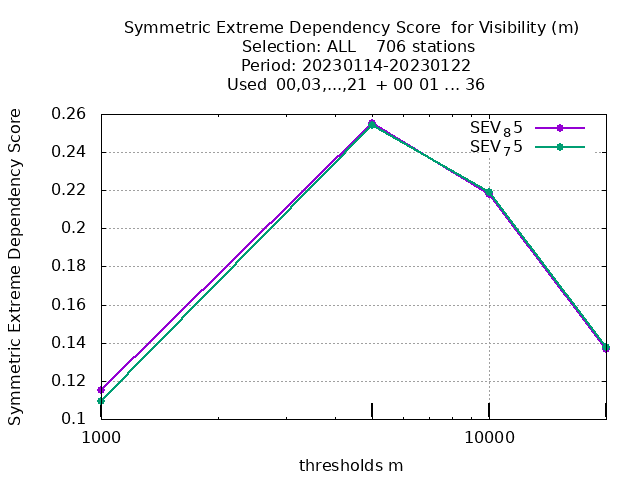 Symmetric Extreme Dependency Score for Visibility (m)
Selection: ALL 706 stations
Period: 20230114-20230122
Used 00,03,...,21 + 00 01 ... 36
Symmetric Extreme Dependency Score
0.26
0.24
0.22
0.2
0.18
0.16
0.14
0.12
0.1
SEV₈5
SEV₇5
1000
10000
thresholds m